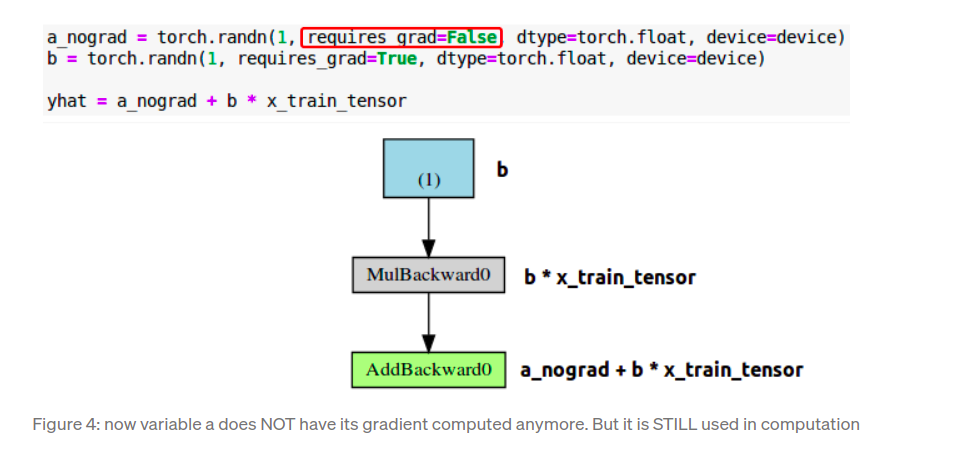 a_nograd = torch.randn(1, requires_grad=False, dtype=torch.float, device=device)
b = torch.randn(1, requires_grad=True, dtype=torch.float, device=device)
yhat = a_nograd + b * x_train_tensor
(1) b
MulBackward0 b * x_train_tensor
AddBackward0 a_nograd + b * x_train_tensor
Figure 4: now variable a does NOT have its gradient computed anymore. But it is STILL used in computation